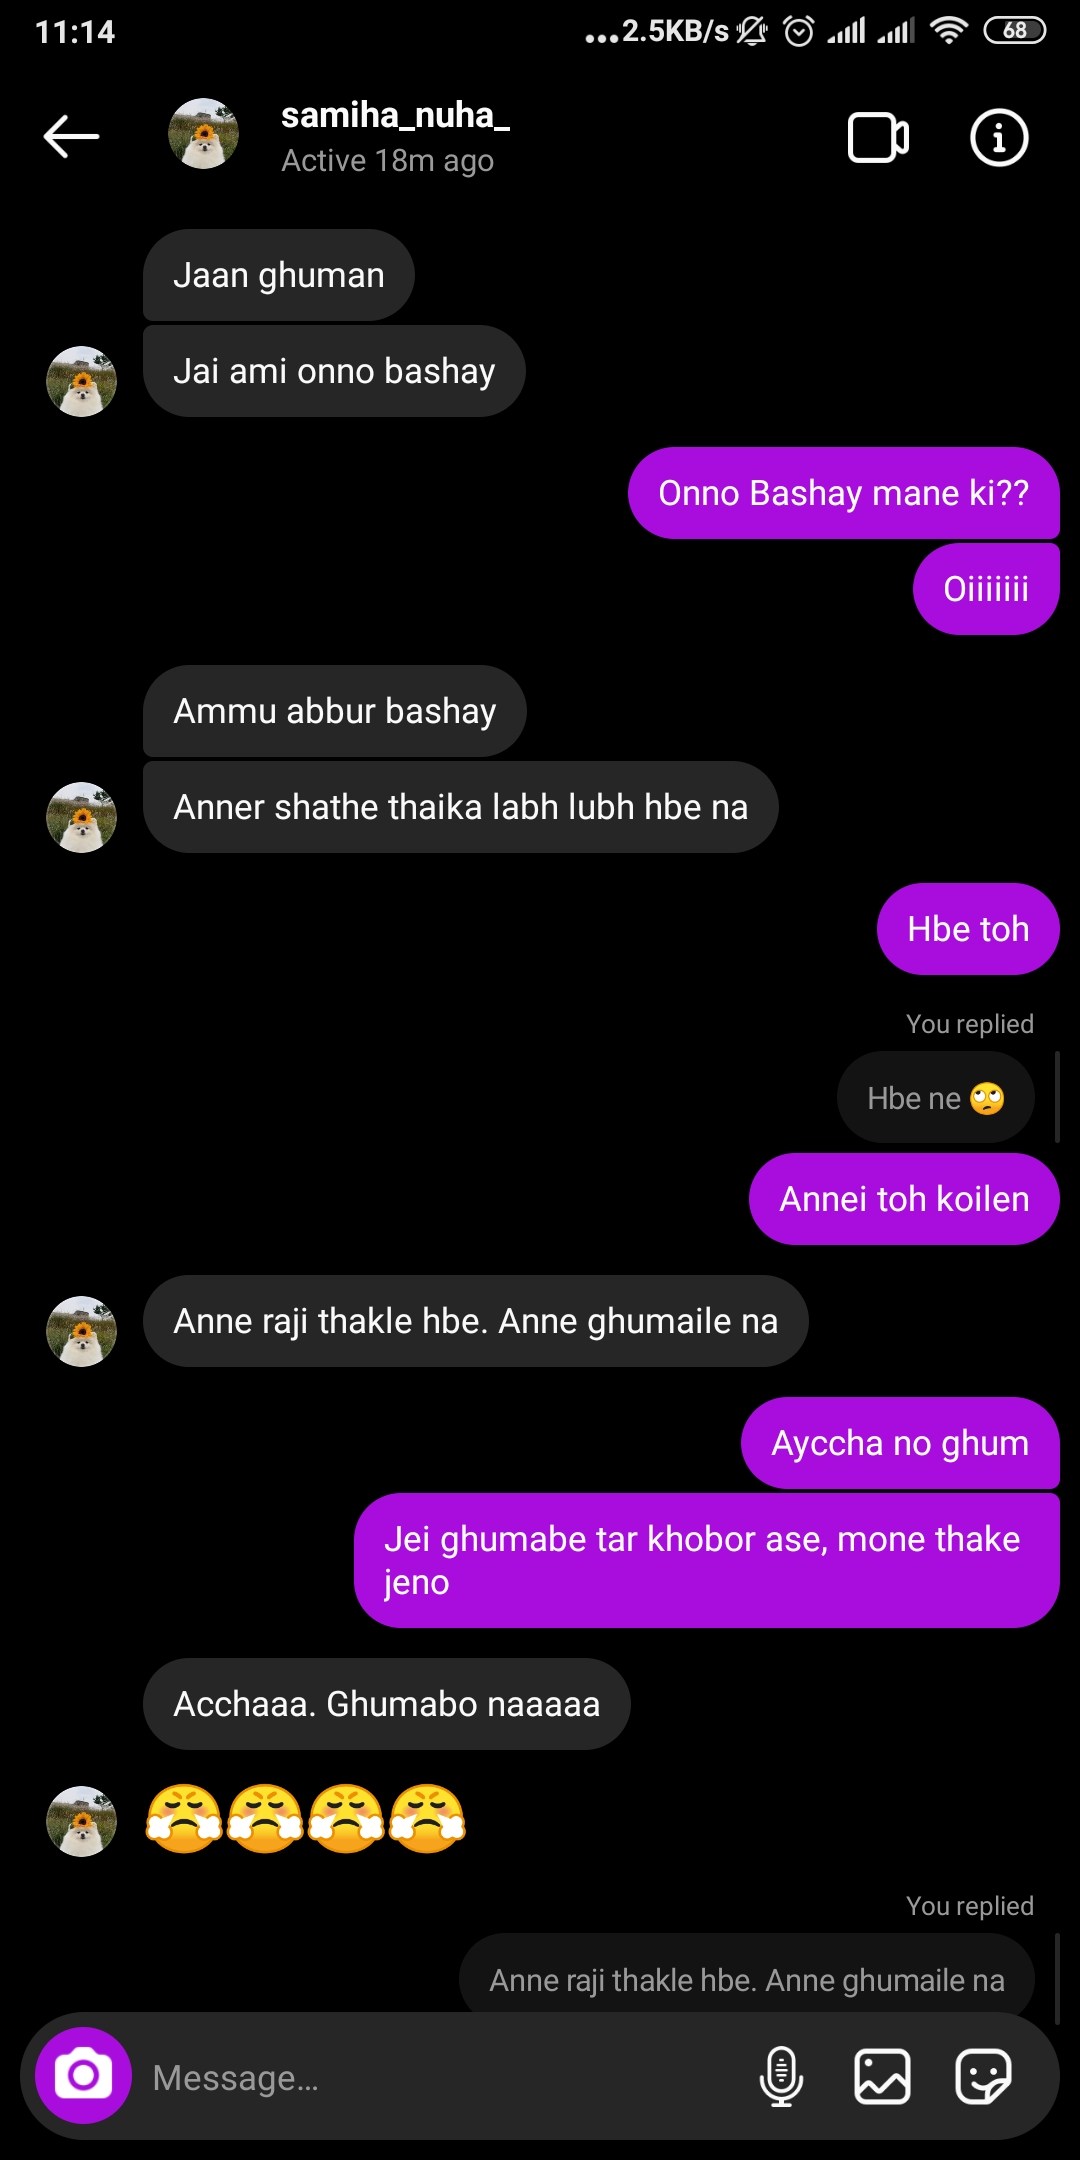 11:14
...2.5KB/s
68
samiha_nuha_
Active 18m ago
Jaan ghuman
Jai ami onno bashay
Onno Bashay mane ki??
Oiiiiiii
Ammu abbur bashay
Anner shathe thaika labh lubh hbe na
Hbe toh
You replied
Hbe ne 🙄
Annei toh koilen
Anne raji thakle hbe. Anne ghumaile na
Ayccha no ghum
Jei ghumabe tar khobor ase, mone thake
jeno
Acchaaa. Ghumabo naaaaa
😤😤😤😤
You replied
Anne raji thakle hbe. Anne ghumaile na
Message...